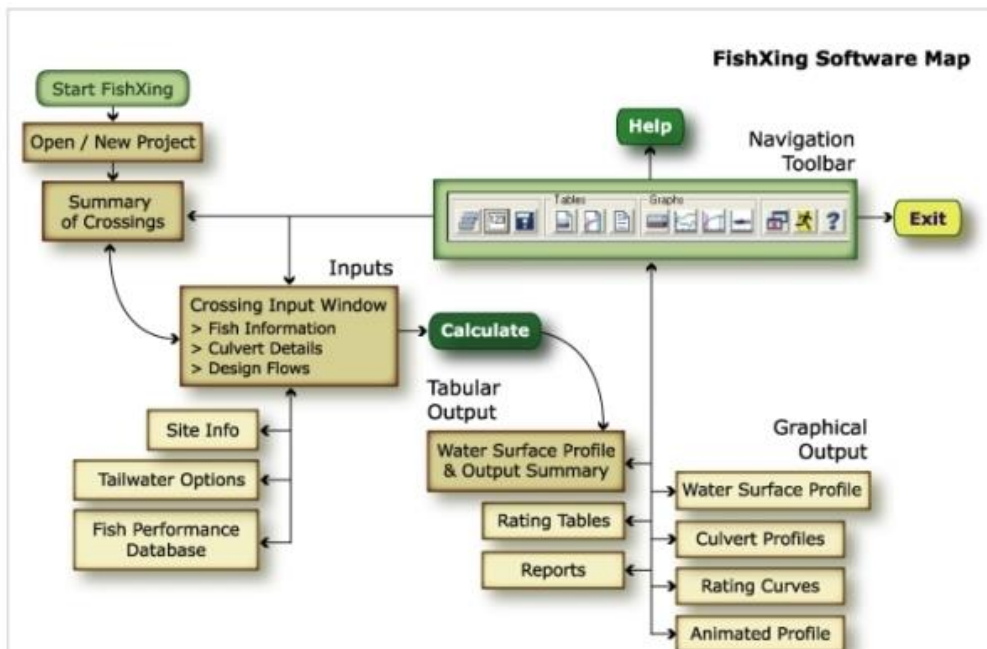 FishXing Software Map
Start FishXing
Open / New Project
Summary
of Crossings
Help
Navigation
Toolbar
Tables
Graphs
123
?
Exit
Inputs
Crossing Input Window
> Fish Information
> Culvert Details
> Design Flows
Calculate
Site Info
Tailwater Options
Fish Performance
Database
Tabular
Output
Water Surface Profile
& Output Summary
Rating Tables
Reports
Graphical
Output
Water Surface Profile
Culvert Profiles
Rating Curves
Animated Profile